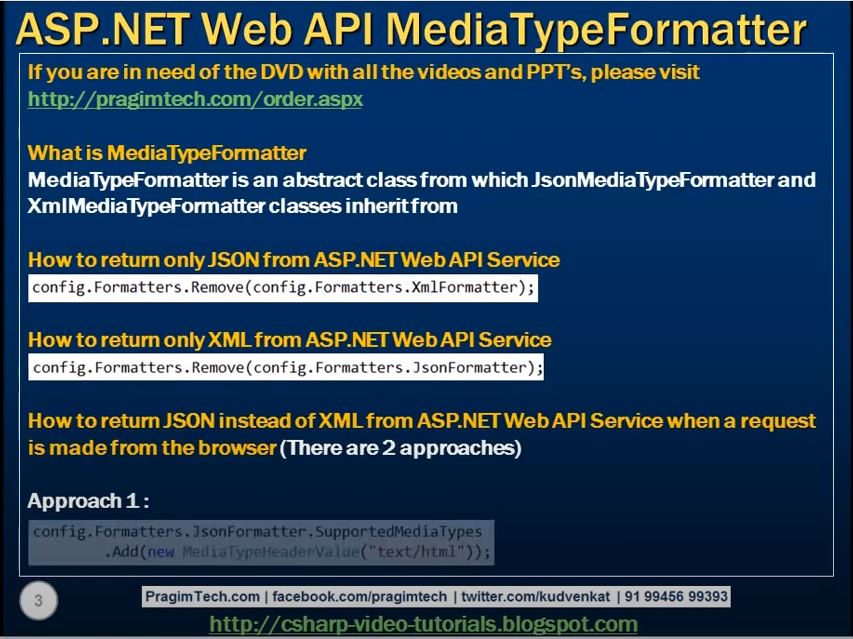 ASP.NET Web API MediaTypeFormatter
If you are in need of the DVD with all the videos and PPT's, please visit
http://pragimtech.com/order.aspx
What is MediaTypeFormatter
MediaTypeFormatter is an abstract class from which JsonMediaTypeFormatter and
XmlMediaTypeFormatter classes inherit from
How to return only JSON from ASP.NET Web API Service
config.Formatters.Remove(config.Formatters.XmlFormatter);
How to return only XML from ASP.NET Web API Service
config.Formatters.Remove(config.Formatters.JsonFormatter);
How to return JSON instead of XML from ASP.NET Web API Service when a request
is made from the browser (There are 2 approaches)
Approach 1 :
config.Formatters.JsonFormatter.SupportedMediaTypes
.Add(new MediaTypeHeaderValue("text/html"));
3
PragimTech.com | facebook.com/pragimtech | twitter.com/kudvenkat | 91 99456 99393
http://csharp-video-tutorials.blogspot.com